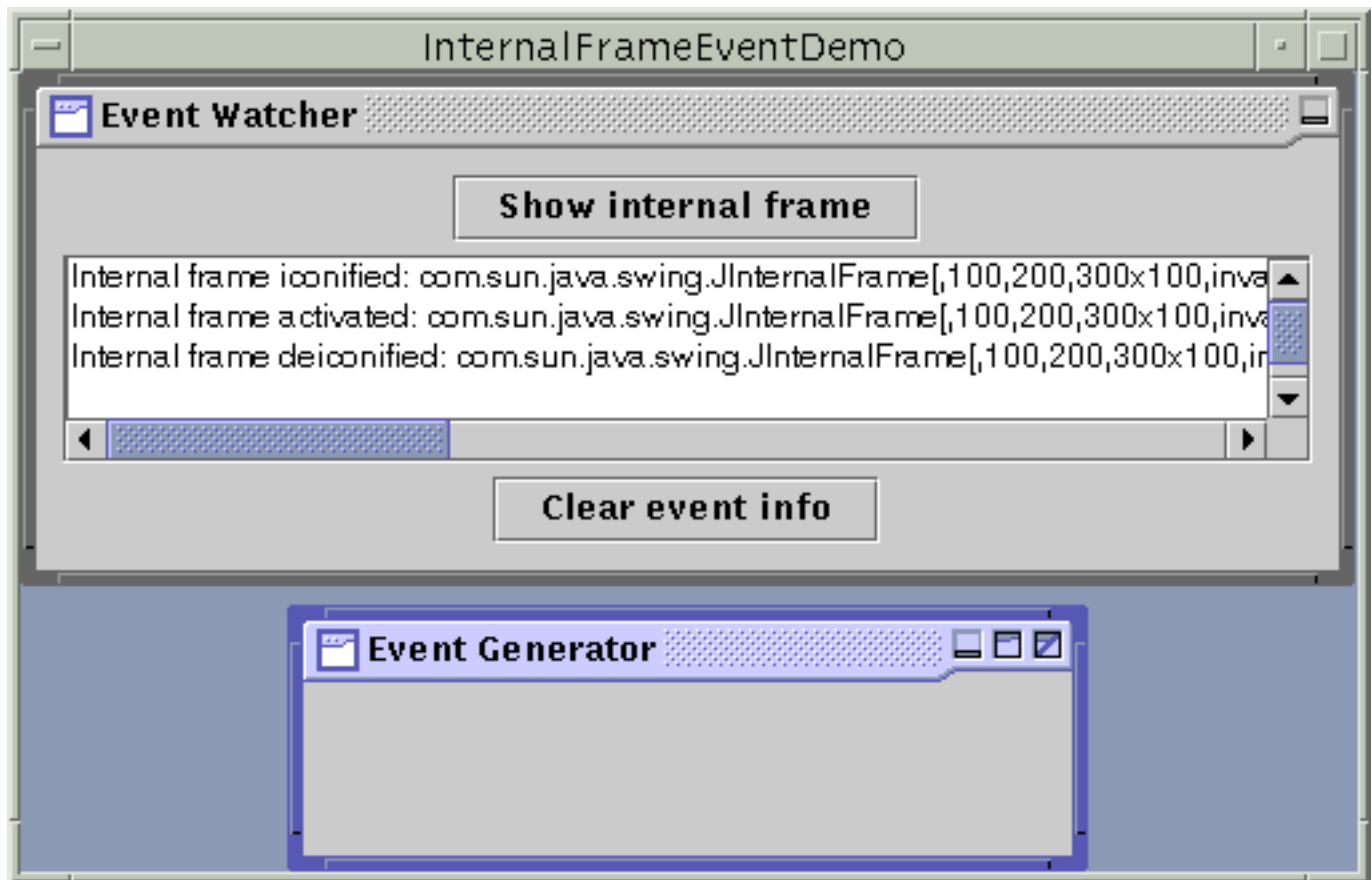 InternalFrameEventDemo
Event Watcher
Show internal frame
Internal frame iconified: com.sun.java.swing.JInternalFrame[,100,200,300x100,inva
Internal frame activated: com.sun.java.swing.JInternalFrame[,100,200,300x100,inva
Internal frame deiconified: com.sun.java.swing.JInternalFrame[,100,200,300x100,in
Clear event info
Event Generator